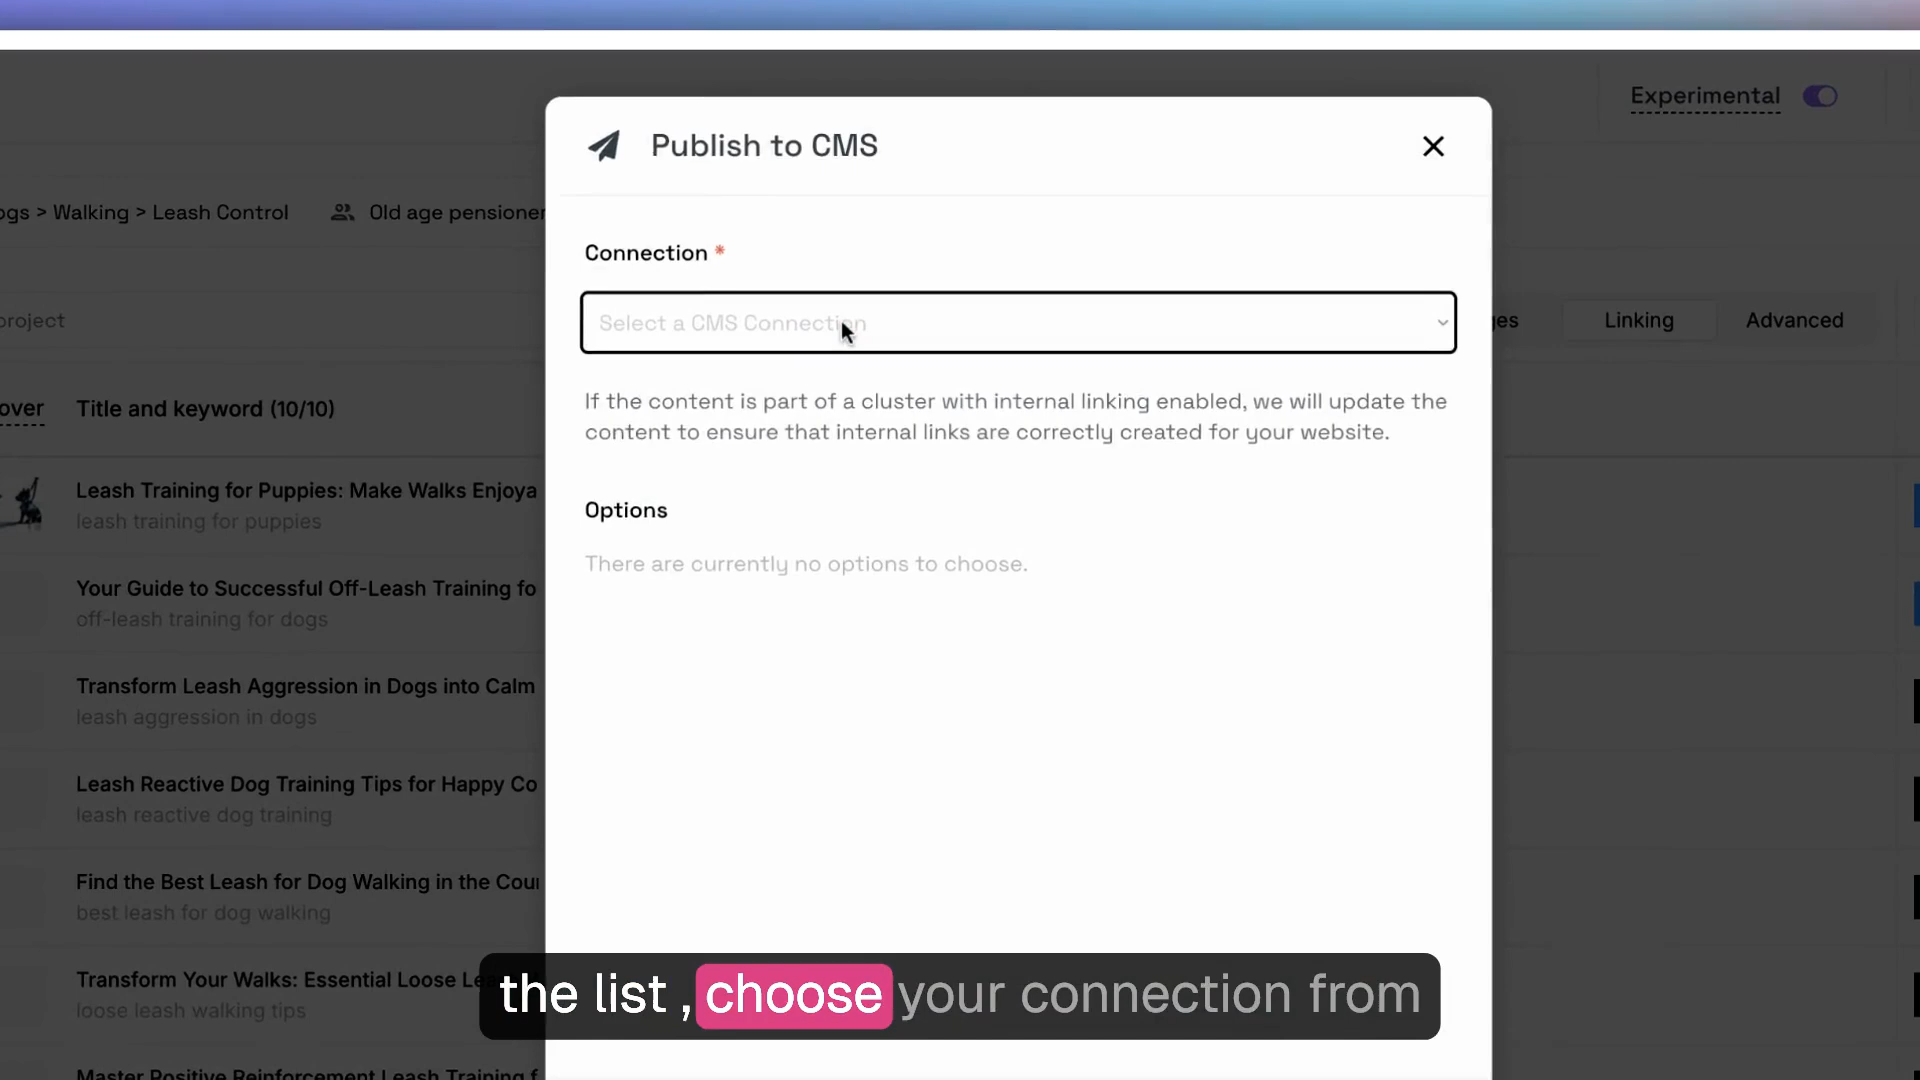 Experimental
Publish to CMS
ogs > Walking > Leash Control
Old age pensioner
Connection *
Select a CMS Connection
project
ges
Linking
Advanced
If the content is part of a cluster with internal linking enabled, we will update the
content to ensure that internal links are correctly created for your website.
over
Title and keyword (10/10)
Options
There are currently no options to choose.
Leash Training for Puppies: Make Walks Enjoya
leash training for puppies
Your Guide to Successful Off-Leash Training fo
off-leash training for dogs
Transform Leash Aggression in Dogs into Calm
leash aggression in dogs
Leash Reactive Dog Training Tips for Happy Co
leash reactive dog training
Find the Best Leash for Dog Walking in the Cou
best leash for dog walking
Transform Your Walks: Essential Loose Le
loose leash walking tips
the list , choose your connection from
Master Positive Reinforcement Leash Training f